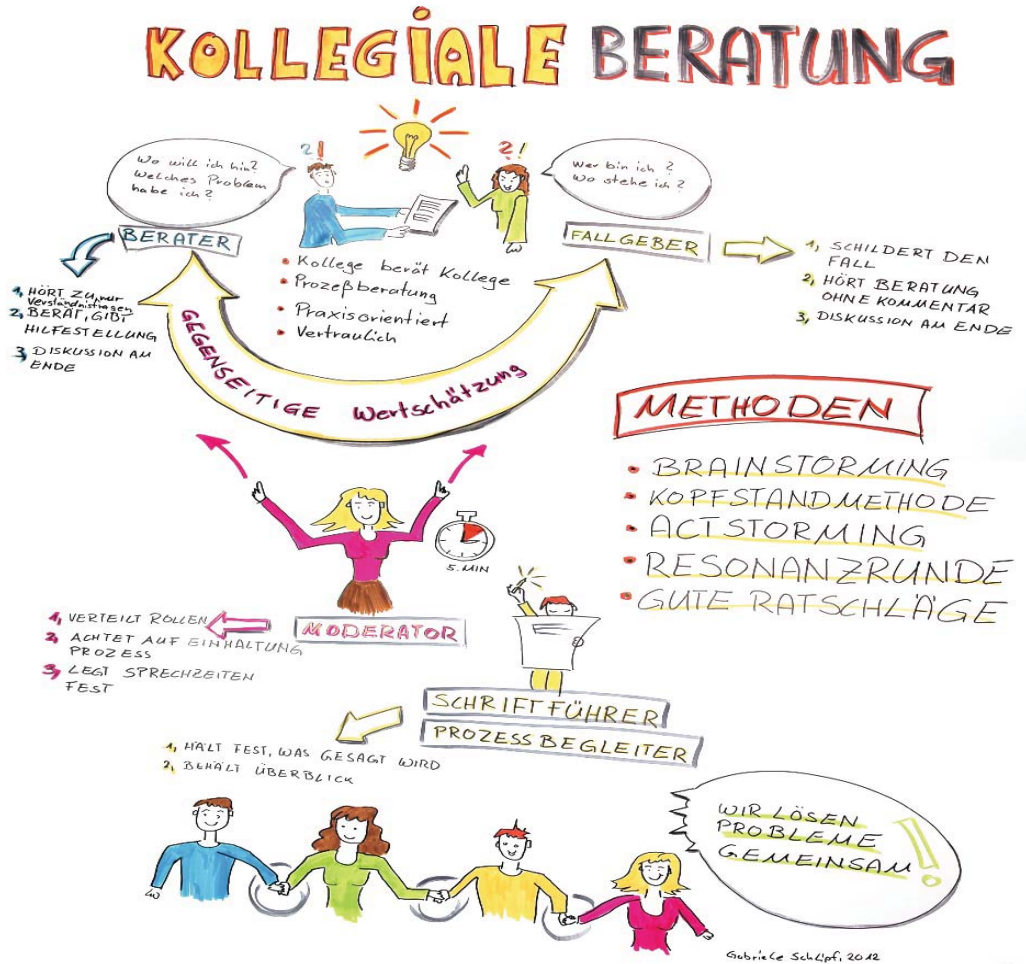 KOLLEGiALE BERATUNG
Wo will ich hin?
Welches Problem
habe ich?
2!
2!
Wer bin ich?
Wo stehe ich?
BERATER
FALLGEBER
1, HÖRT ZU, nur
Verständnisfragen
2, BERÄT, GIBT
HILFESTELLUNG
3, DISKUSSION AM
ENDE
• Kollege berät Kollege
• Prozeßberatung
• Praxisorientiert
• Vertraulich
1, SCHILDERT DEN
FALL
2, HÖRT BERATUNG
OHNE KOMMENTAR
3, DISKUSSION AM ENDE
GEGENSEITIGE Wertschätzung
METHODEN
• BRAINSTORMING
• KOPFSTANDMETHODE
• ACTSTORMING
• RESONANZRUNDE
• GUTE RATSCHLÄGE
5. MIN
MODERATOR
1, VERTEILT ROLLEN
2, ACHTET AUF EINHALTUNG
PROZESS
3, LEGT SPRECHZEITEN
FEST
SCHRIFTFÜHRER
PROZESSBEGLEITER
1, HÄLT FEST, WAS GESAGT WIRD
2, BEHÄLT ÜBERBLICK
WIR LÖSEN
PROBLEME
GEMEINSAM!
Gabriele Schlipf, 2012